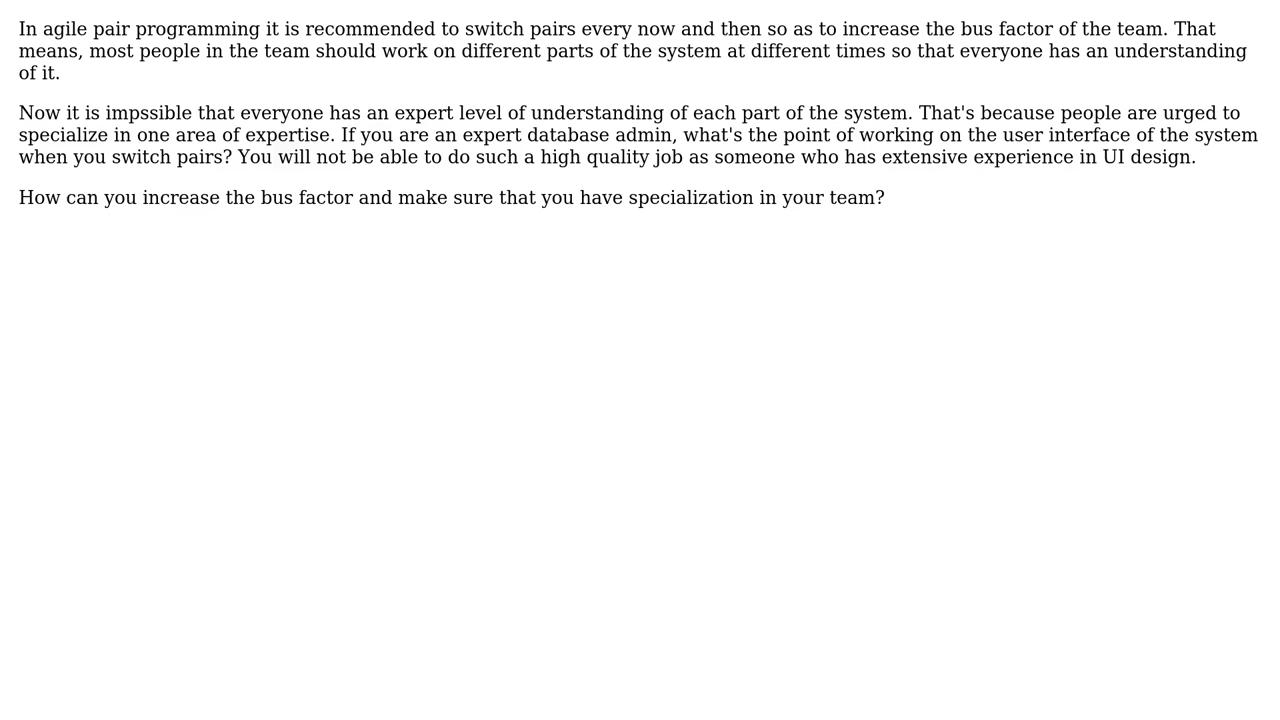 In agile pair programming it is recommended to switch pairs every now and then so as to increase the bus factor of the team. That
means, most people in the team should work on different parts of the system at different times so that everyone has an understanding
of it.
Now it is impssible that everyone has an expert level of understanding of each part of the system. That's because people are urged to
specialize in one area of expertise. If you are an expert database admin, what's the point of working on the user interface of the system
when you switch pairs? You will not be able to do such a high quality job as someone who has extensive experience in UI design.
How can you increase the bus factor and make sure that you have specialization in your team?